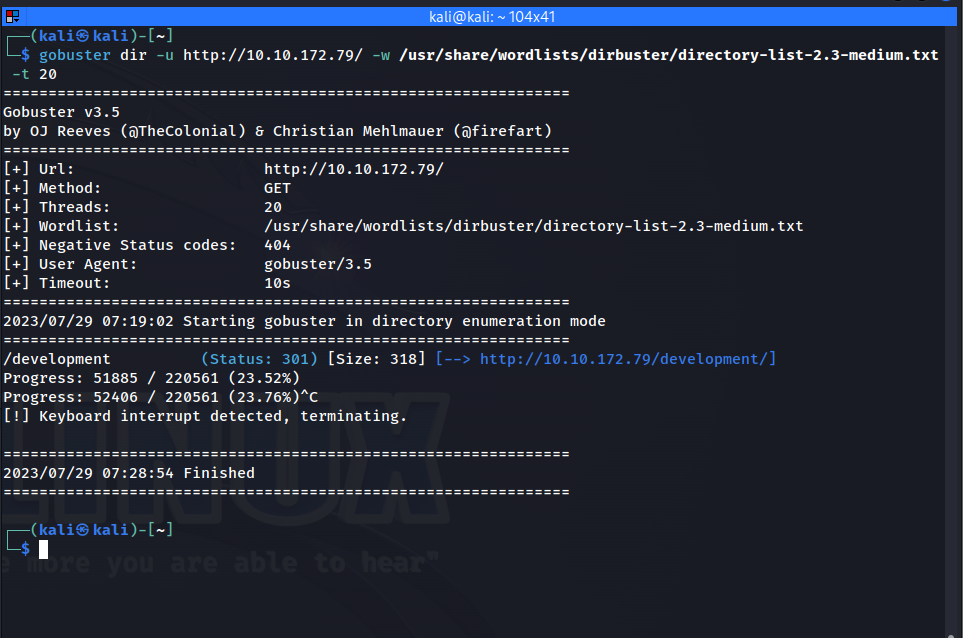 kali@kali: ~ 104x41
┌──(kali㉿kali)-[~]
└─$ gobuster dir -u http://10.10.172.79/ -w /usr/share/wordlists/dirbuster/directory-list-2.3-medium.txt
-t 20
===============================================================
Gobuster v3.5
by OJ Reeves (@TheColonial) & Christian Mehlmauer (@firefart)
===============================================================
[+] Url:                     http://10.10.172.79/
[+] Method:                  GET
[+] Threads:                 20
[+] Wordlist:                /usr/share/wordlists/dirbuster/directory-list-2.3-medium.txt
[+] Negative Status codes:   404
[+] User Agent:              gobuster/3.5
[+] Timeout:                 10s
===============================================================
2023/07/29 07:19:02 Starting gobuster in directory enumeration mode
===============================================================
/development          (Status: 301) [Size: 318] [--> http://10.10.172.79/development/]
Progress: 51885 / 220561 (23.52%)
Progress: 52406 / 220561 (23.76%)^C
[!] Keyboard interrupt detected, terminating.
===============================================================
2023/07/29 07:28:54 Finished
===============================================================
┌──(kali㉿kali)-[~]
└─$
LINUX
more you are able to hear"